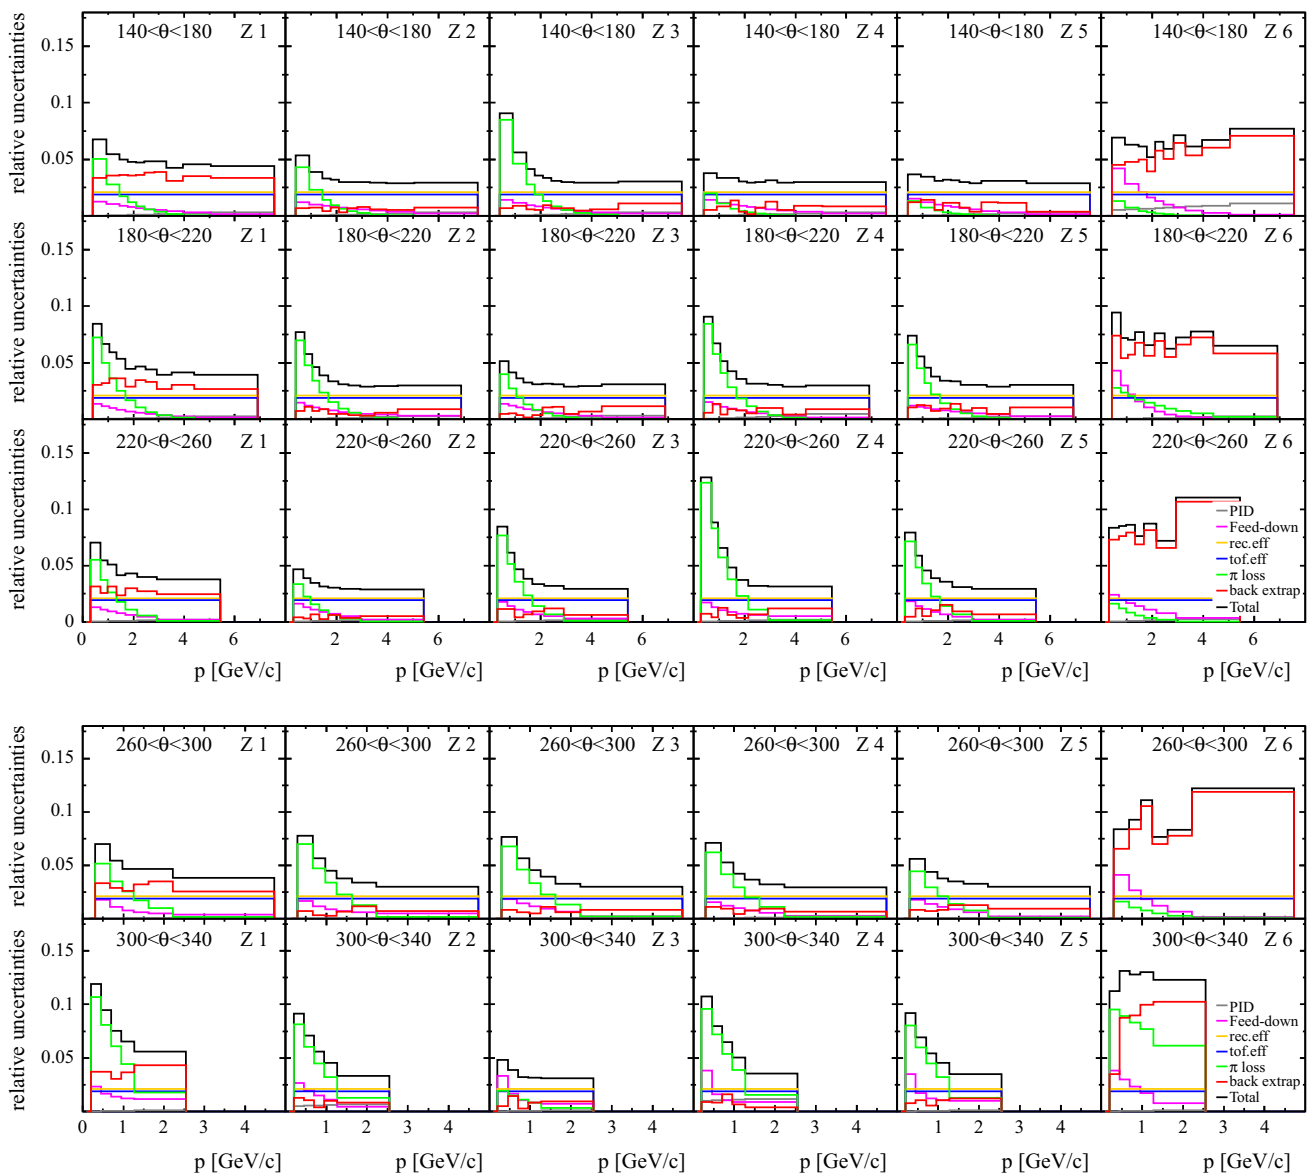 140<θ<180 Z 1 140<θ<180 Z 2 140<θ<180 Z 3 140<θ<180 Z 4 140<θ<180 Z 5 140<θ<180 Z 6
relative uncertainties
0.15
0.1
0.05
180<θ<220 Z 1 180<θ<220 Z 2 180<θ<220 Z 3 180<θ<220 Z 4 180<θ<220 Z 5 180<θ<220 Z 6
relative uncertainties
0.15
0.1
0.05
0
220<θ<260 Z 1 220<θ<260 Z 2 220<θ<260 Z 3 220<θ<260 Z 4 220<θ<260 Z 5 220<θ<260 Z 6
relative uncertainties
0.15
0.1
0.05
0
PID
Feed-down
rec.eff
tof.eff
π loss
back extrap
Total
0 2 4 6 2 4 6 2 4 6 2 4 6 2 4 6 2 4 6
p [GeV/c] p [GeV/c] p [GeV/c] p [GeV/c] p [GeV/c] p [GeV/c]
260<θ<300 Z 1 260<θ<300 Z 2 260<θ<300 Z 3 260<θ<300 Z 4 260<θ<300 Z 5 260<θ<300 Z 6
relative uncertainties
0.15
0.1
0.05
0
300<θ<340 Z 1 300<θ<340 Z 2 300<θ<340 Z 3 300<θ<340 Z 4 300<θ<340 Z 5 300<θ<340 Z 6
relative uncertainties
0.15
0.1
0.05
PID
Feed-down
rec.eff
tof.eff
π loss
back extrap
Total
0 1 2 3 4 1 2 3 4 1 2 3 4 1 2 3 4 1 2 3 4 1 2 3 4
p [GeV/c] p [GeV/c] p [GeV/c] p [GeV/c] p [GeV/c] p [GeV/c]